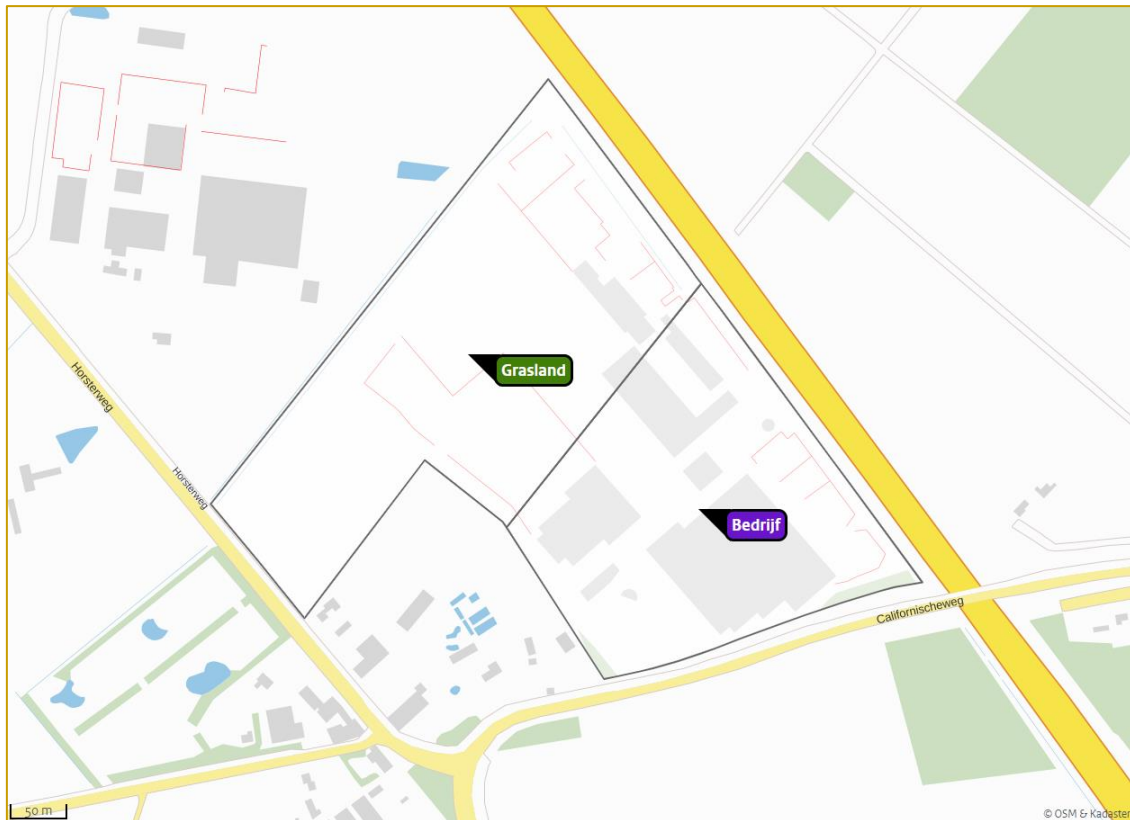 Grasland
Horsterweg
Horsterweg
Bedrijf
Californischeweg
50 m
© OSM & Kadaster